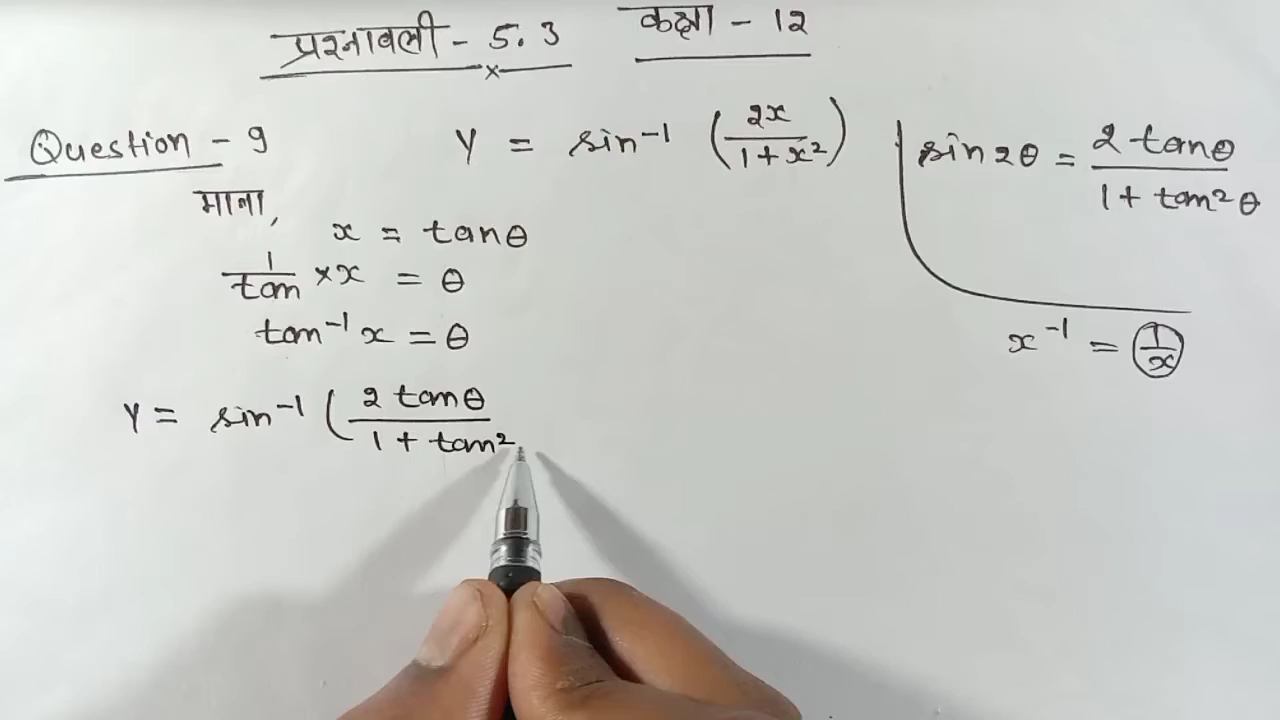 प्रश्नावली - 5.3 कक्षा - 12
Question - 9 y = sin⁻¹ (2x / 1 + x²) sin 2θ = 2 tanθ / 1 + tan² θ
माना,
x = tanθ
1/tan × x = θ
tan⁻¹ x = θ x⁻¹ = 1/x
y = sin⁻¹ (2 tanθ / 1 + tan²